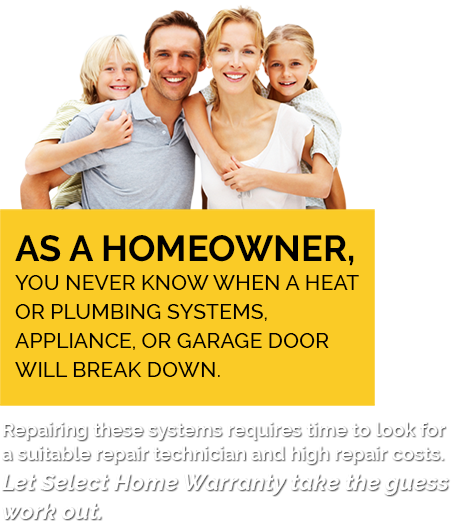 AS A HOMEOWNER,
YOU NEVER KNOW WHEN A HEAT
OR PLUMBING SYSTEMS,
APPLIANCE, OR GARAGE DOOR
WILL BREAK DOWN.
Repairing these systems requires time to look for
a suitable repair technician and high repair costs.
Let Select Home Warranty take the guess
work out.